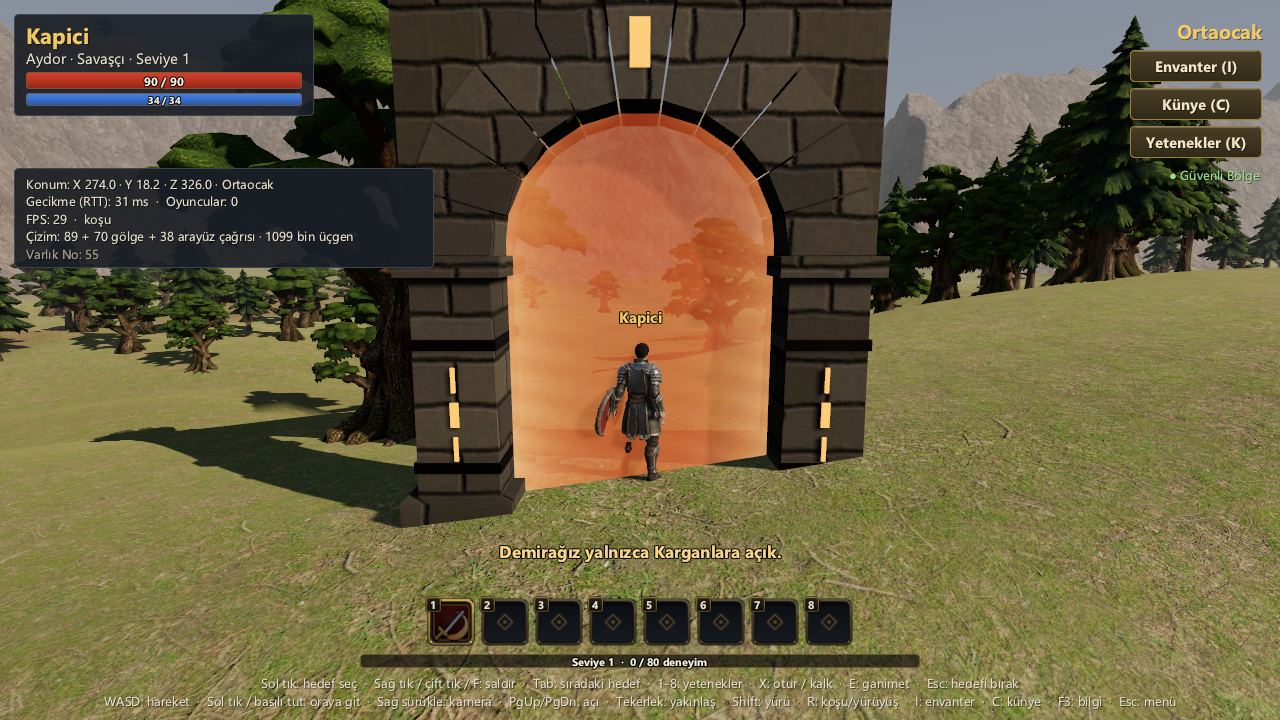 Kapici
Aydor · Savaşçı · Seviye 1
90 / 90
34 / 34
Konum: X 274.0 · Y 18.2 · Z 326.0 · Ortaocak
Gecikme (RTT): 31 ms · Oyuncular: 0
FPS: 29 · koşu
Çizim: 89 + 70 gölge + 38 arayüz çağrısı · 1099 bin üçgen
Varlık No: 55
Ortaocak
Envanter (I)
Künye (C)
Yetenekler (K)
• Güvenli Bölge
Kapici
Demirağız yalnızca Karganlara açık.
1 2 3 4 5 6 7 8
Seviye 1 · 0 / 80 deneyim
Sol tık: hedef seç · Sağ tık / çift tık / F: saldır · Tab: sıradaki hedef · 1-8: yetenekler · X: otur / kalk · E: ganimet · Esc: hedefi bırak
WASD: hareket · Sol tık / basılı tut: oraya git · Sağ sürükle: kamera · PgUp/PgDn: açı · Tekerlek: yakınlaş · Shift: yürü · R: koşu/yürüyüş · I: envanter · C: künye · F3: bilgi · Esc: menü